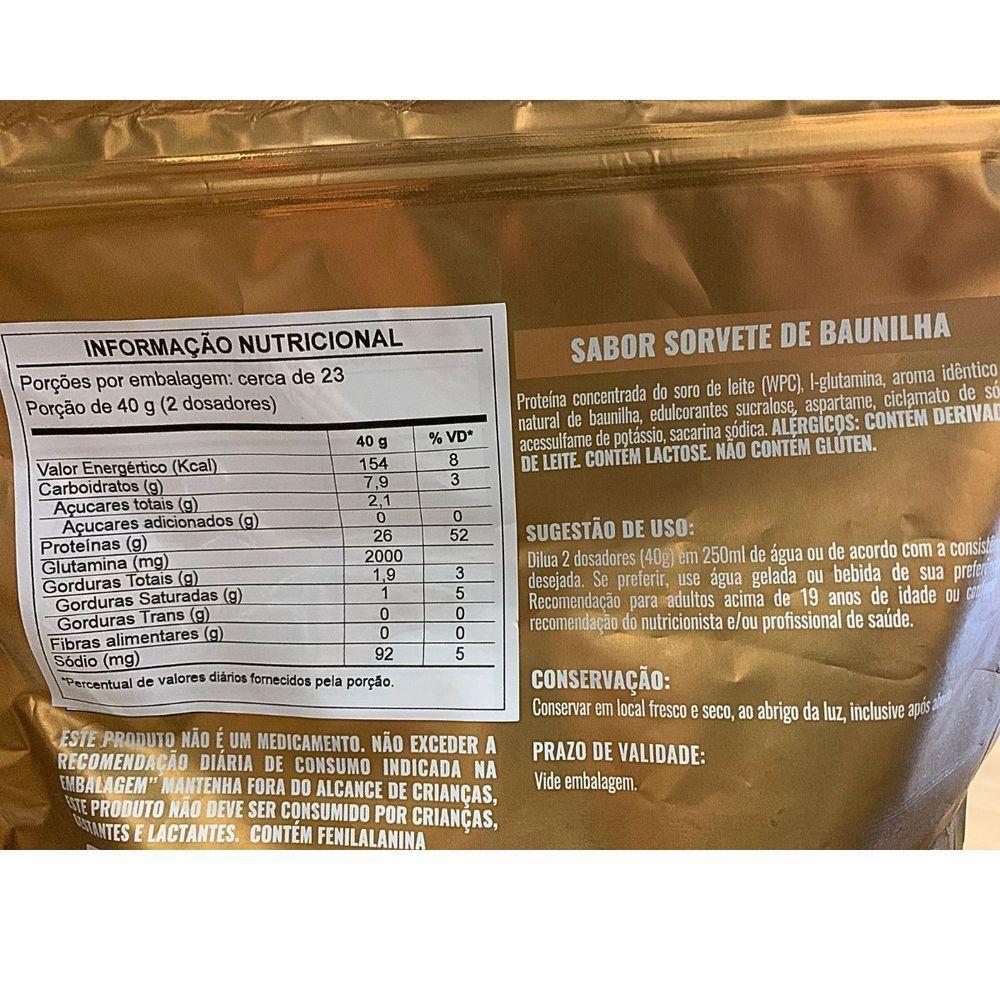 INFORMAÇÃO NUTRICIONAL
Porções por embalagem: cerca de 23
Porção de 40 g (2 dosadores)
40 g % VD*
Valor Energértico (Kcal) 154 8
Carboidratos (g) 7,9 3
Açucares totais (g) 2,1
Açucares adicionados (g) 0 0
Proteínas (g) 26 52
Glutamina (mg) 2000
Gorduras Totais (g) 1,9 3
Gorduras Saturadas (g) 1 5
Gorduras Trans (g) 0 0
Fibras alimentares (g) 0 0
Sódio (mg) 92 5
*Percentual de valores diários fornecidos pela porção.
ESTE PRODUTO NÃO É UM MEDICAMENTO. NÃO EXCEDER A
RECOMENDAÇÃO DIÁRIA DE CONSUMO INDICADA NA
EMBALAGEM” MANTENHA FORA DO ALCANCE DE CRIANÇAS,
ESTE PRODUTO NÃO DEVE SER CONSUMIDO POR CRIANÇAS,
GESTANTES E LACTANTES. CONTÉM FENILALANINA
SABOR SORVETE DE BAUNILHA
Proteína concentrada do soro de leite (WPC), l-glutamina, aroma idêntico
natural de baunilha, edulcorantes sucralose, aspartame, ciclamato de
acessulfame de potássio, sacarina sódica. ALÉRGICOS: CONTÉM
DE LEITE. CONTÉM LACTOSE. NÃO CONTÉM GLÚTEN.
SUGESTÃO DE USO:
Dilua 2 dosadores (40g) em 250ml de água ou de acordo com a
desejada. Se preferir, use água gelada ou bebida de sua
Recomendação para adultos acima de 19 anos de idade ou
recomendação do nutricionista e/ou profissional de saúde.
CONSERVAÇÃO:
Conservar em local fresco e seco, ao abrigo da luz, inclusive após
PRAZO DE VALIDADE:
Vide embalagem.